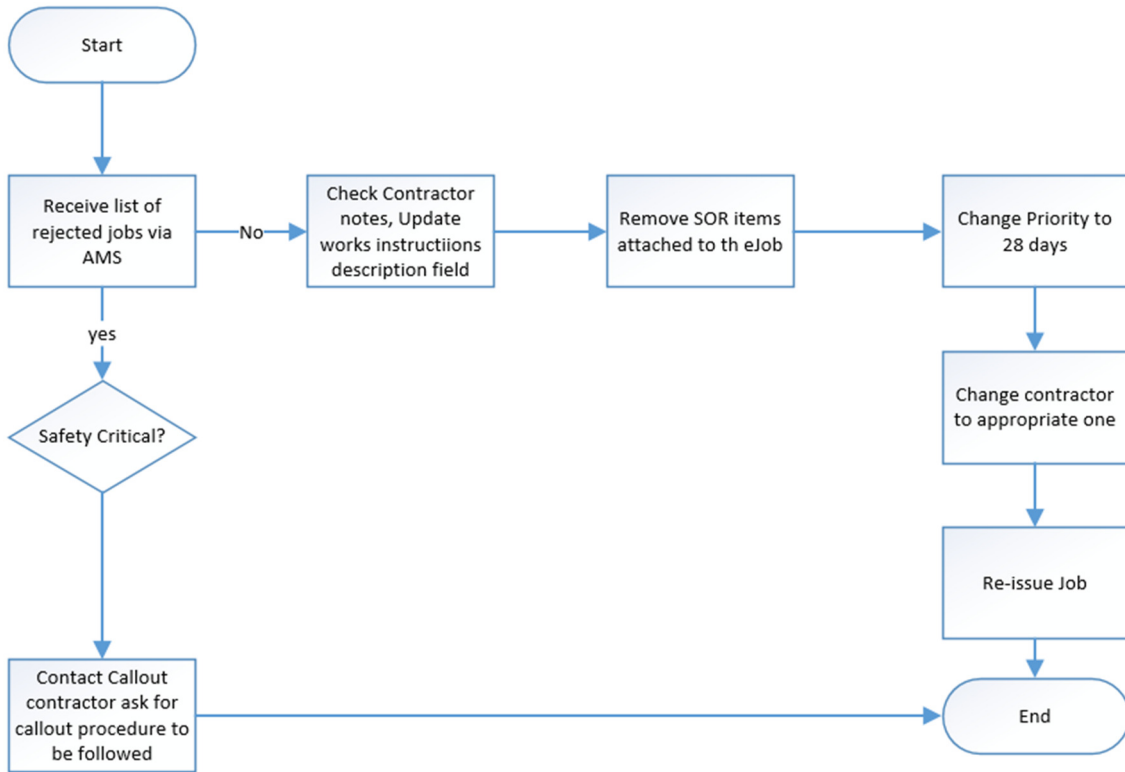 Start
Receive list of
rejected jobs via
AMS
No
Check Contractor
notes, Update
works instructiions
description field
Remove SOR items
attached to th eJob
Change Priority to
28 days
yes
Change contractor
to appropriate one
Safety Critical?
Re-issue Job
Contact Callout
contractor ask for
callout procedure to
be followed
End